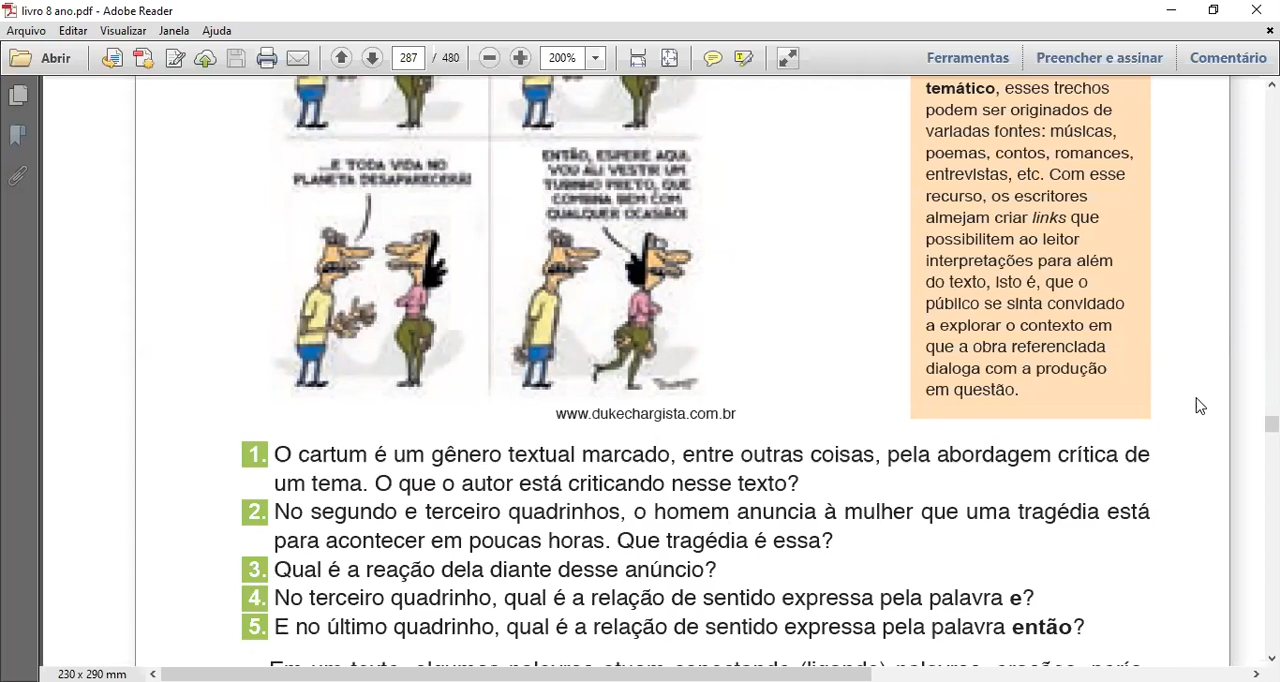 livro 8 ano.pdf - Adobe Reader
Arquivo Editar Visualizar Janela Ajuda
Abrir 287 / 480 200% Ferramentas Preencher e assinar Comentário
temático, esses trechos
podem ser originados de
variadas fontes: músicas,
poemas, contos, romances,
entrevistas, etc. Com esse
recurso, os escritores
almejam criar links que
possibilitem ao leitor
interpretações para além
do texto, isto é, que o
público se sinta convidado
a explorar o contexto em
que a obra referenciada
dialoga com a produção
em questão.
...E TODA VIDA NO
PLANETA DESAPARECERÁ!
ENTÃO, ESPERE AQUI.
VOU ALI VESTIR UM
TUBINHO PRETO, QUE
COMBINA BEM COM
QUALQUER OCASIÃO!
www.dukechargista.com.br
1. O cartum é um gênero textual marcado, entre outras coisas, pela abordagem crítica de
um tema. O que o autor está criticando nesse texto?
2. No segundo e terceiro quadrinhos, o homem anuncia à mulher que uma tragédia está
para acontecer em poucas horas. Que tragédia é essa?
3. Qual é a reação dela diante desse anúncio?
4. No terceiro quadrinho, qual é a relação de sentido expressa pela palavra e?
5. E no último quadrinho, qual é a relação de sentido expressa pela palavra então?
230 x 290 mm